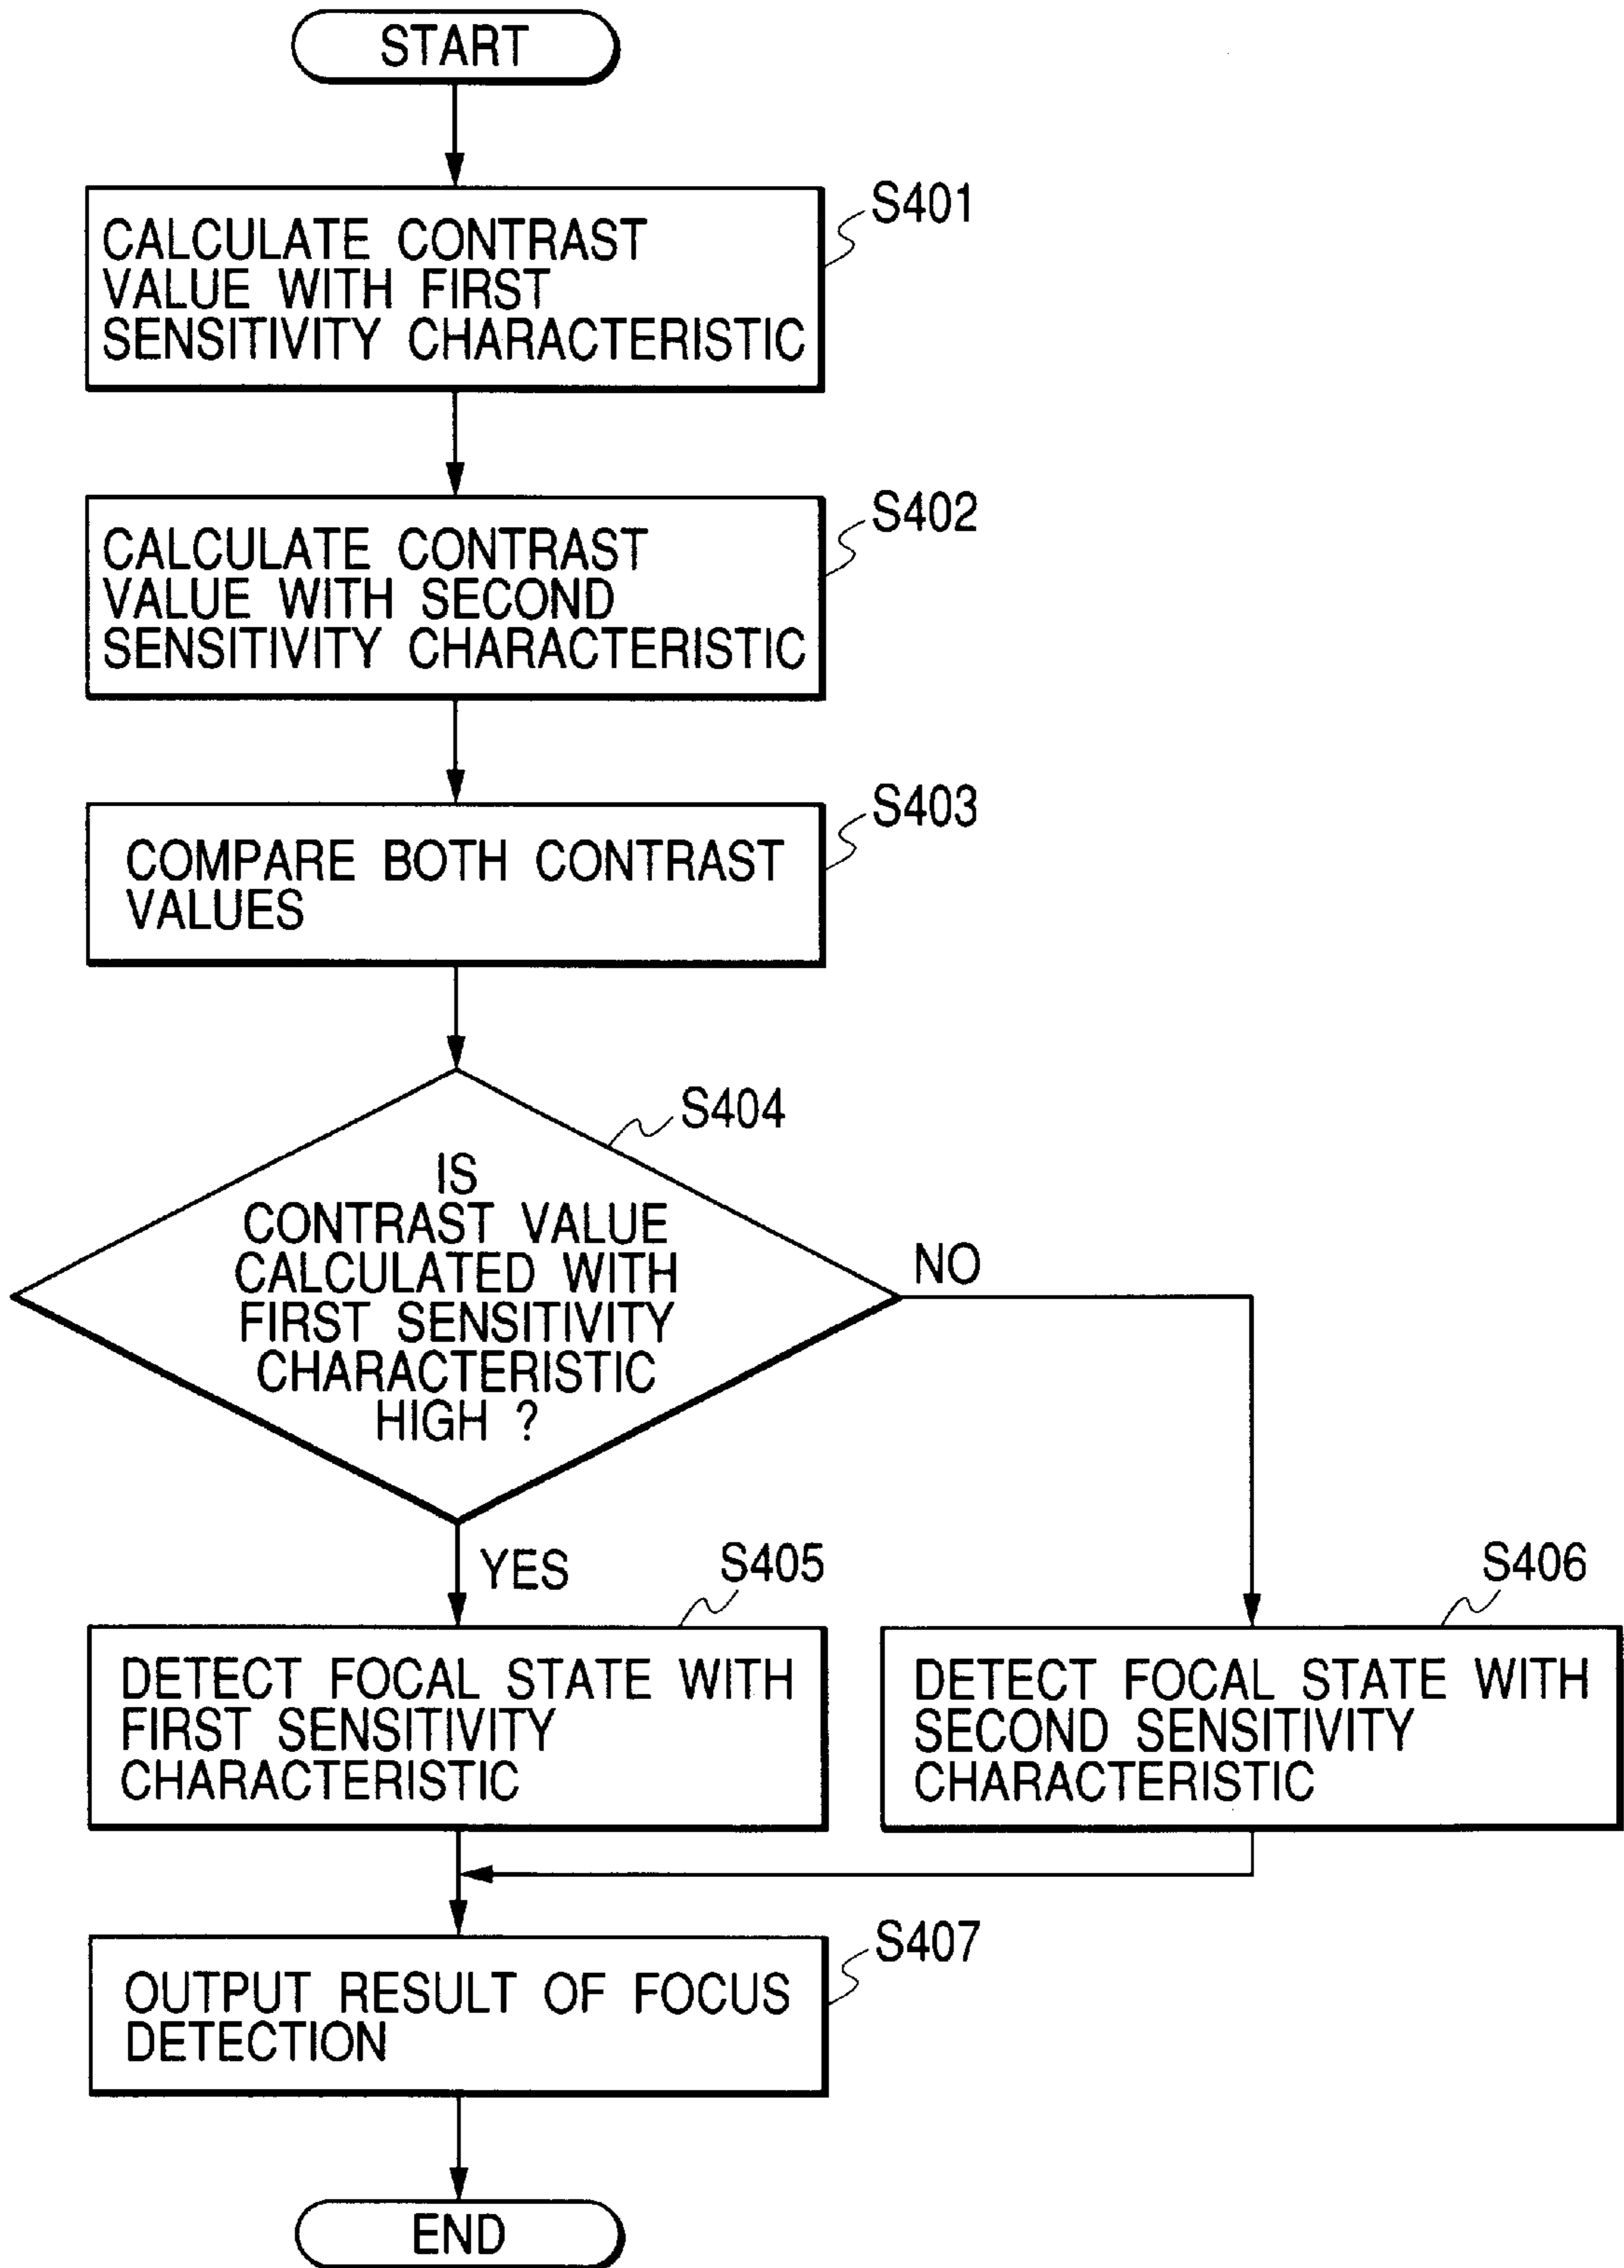 START
S401
CALCULATE CONTRAST
VALUE WITH FIRST
SENSITIVITY CHARACTERISTIC
S402
CALCULATE CONTRAST
VALUE WITH SECOND
SENSITIVITY CHARACTERISTIC
S403
COMPARE BOTH CONTRAST
VALUES
S404
IS
CONTRAST VALUE
CALCULATED WITH
FIRST SENSITIVITY
CHARACTERISTIC
HIGH ?
NO
YES
S405
DETECT FOCAL STATE WITH
FIRST SENSITIVITY
CHARACTERISTIC
S406
DETECT FOCAL STATE WITH
SECOND SENSITIVITY
CHARACTERISTIC
S407
OUTPUT RESULT OF FOCUS
DETECTION
END